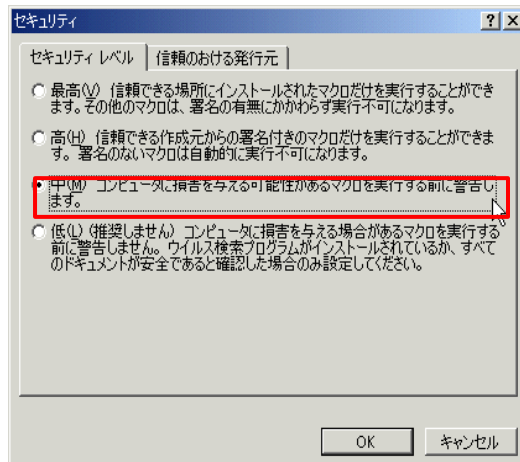 セキュリティ
セキュリティ レベル
信頼のおける発行元
最高(V) 信頼できる場所にインストールされたマクロだけを実行することができ
ます。その他のマクロは、署名の有無にかかわらず実行不可になります。
高(H) 信頼できる作成元からの署名付きのマクロだけを実行することができま
す。署名のないマクロは自動的に実行不可になります。
中(M) コンピュータに損害を与える可能性があるマクロを実行する前に警告し
ます。
低(L) (推奨しません) コンピュータに損害を与える場合があるマクロを実行する
前に警告しません。ウイルス検索プログラムがインストールされているか、すべて
のドキュメントが安全であると確認した場合のみ設定してください。
OK
キャンセル